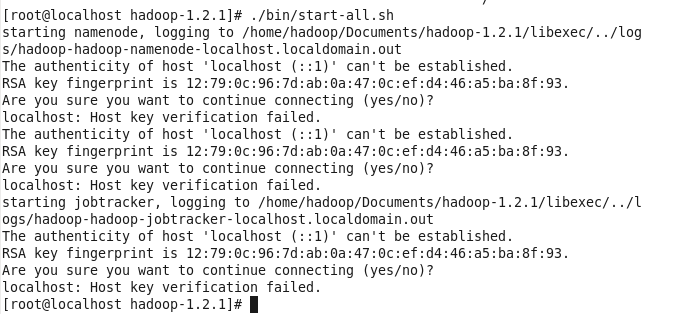 [root@localhost hadoop-1.2.1]# ./bin/start-all.sh
starting namenode, logging to /home/hadoop/Documents/hadoop-1.2.1/libexec/../log
s/hadoop-hadoop-namenode-localhost.localdomain.out
The authenticity of host 'localhost (::1)' can't be established.
RSA key fingerprint is 12:79:0c:96:7d:ab:0a:47:0c:ef:d4:46:a5:ba:8f:93.
Are you sure you want to continue connecting (yes/no)?
localhost: Host key verification failed.
The authenticity of host 'localhost (::1)' can't be established.
RSA key fingerprint is 12:79:0c:96:7d:ab:0a:47:0c:ef:d4:46:a5:ba:8f:93.
Are you sure you want to continue connecting (yes/no)?
localhost: Host key verification failed.
starting jobtracker, logging to /home/hadoop/Documents/hadoop-1.2.1/libexec/../l
ogs/hadoop-hadoop-jobtracker-localhost.localdomain.out
The authenticity of host 'localhost (::1)' can't be established.
RSA key fingerprint is 12:79:0c:96:7d:ab:0a:47:0c:ef:d4:46:a5:ba:8f:93.
Are you sure you want to continue connecting (yes/no)?
localhost: Host key verification failed.
[root@localhost hadoop-1.2.1]#